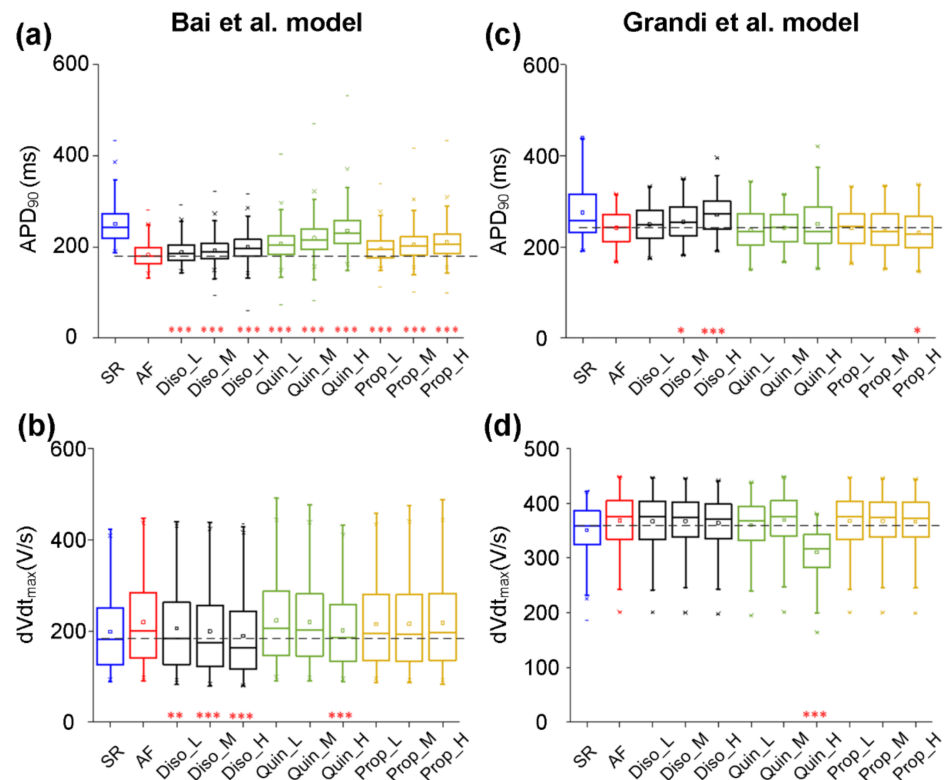 Bai et al. model
Grandi et al. model
(a)
600
400
200
0
APD90 (ms)
***
***
***
***
***
***
***
***
***
SR
AF
Diso_L
Diso_M
Diso_H
Quin_L
Quin_M
Quin_H
Prop_L
Prop_M
Prop_H
(c)
600
400
200
0
APD90 (ms)
*
***
*
SR
AF
Diso_L
Diso_M
Diso_H
Quin_L
Quin_M
Quin_H
Prop_L
Prop_M
Prop_H
(b)
600
400
200
0
dVdtmax(V/s)
**
***
***
***
SR
AF
Diso_L
Diso_M
Diso_H
Quin_L
Quin_M
Quin_H
Prop_L
Prop_M
Prop_H
(d)
500
400
300
200
100
0
dVdtmax(V/s)
***
SR
AF
Diso_L
Diso_M
Diso_H
Quin_L
Quin_M
Quin_H
Prop_L
Prop_M
Prop_H